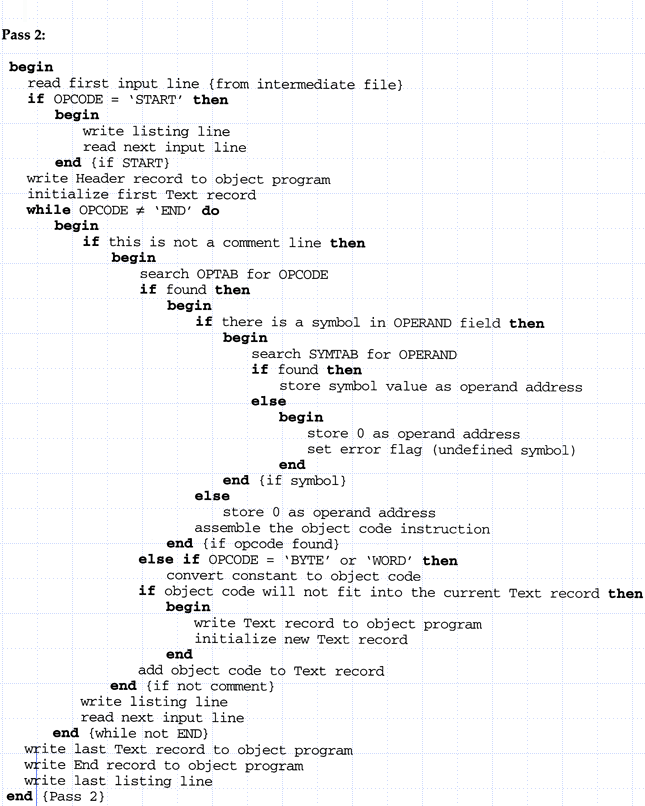 Pass 2:
begin
read first input line {from intermediate file}
if OPCODE = ‘START’ then
begin
write listing line
read next input line
end {if START}
write Header record to object program
initialize first Text record
while OPCODE ≠ ‘END’ do
begin
if this is not a comment line then
begin
search OPTAB for OPCODE
if found then
begin
if there is a symbol in OPERAND field then
begin
search SYMTAB for OPERAND
if found then
store symbol value as operand address
else
begin
store 0 as operand address
set error flag (undefined symbol)
end
end {if symbol}
else
store 0 as operand address
assemble the object code instruction
end {if opcode found}
else if OPCODE = ‘BYTE’ or ‘WORD’ then
convert constant to object code
if object code will not fit into the current Text record then
begin
write Text record to object program
initialize new Text record
end
add object code to Text record
end {if not comment}
write listing line
read next input line
end {while not END}
write last Text record to object program
write End record to object program
write last listing line
end {Pass 2}